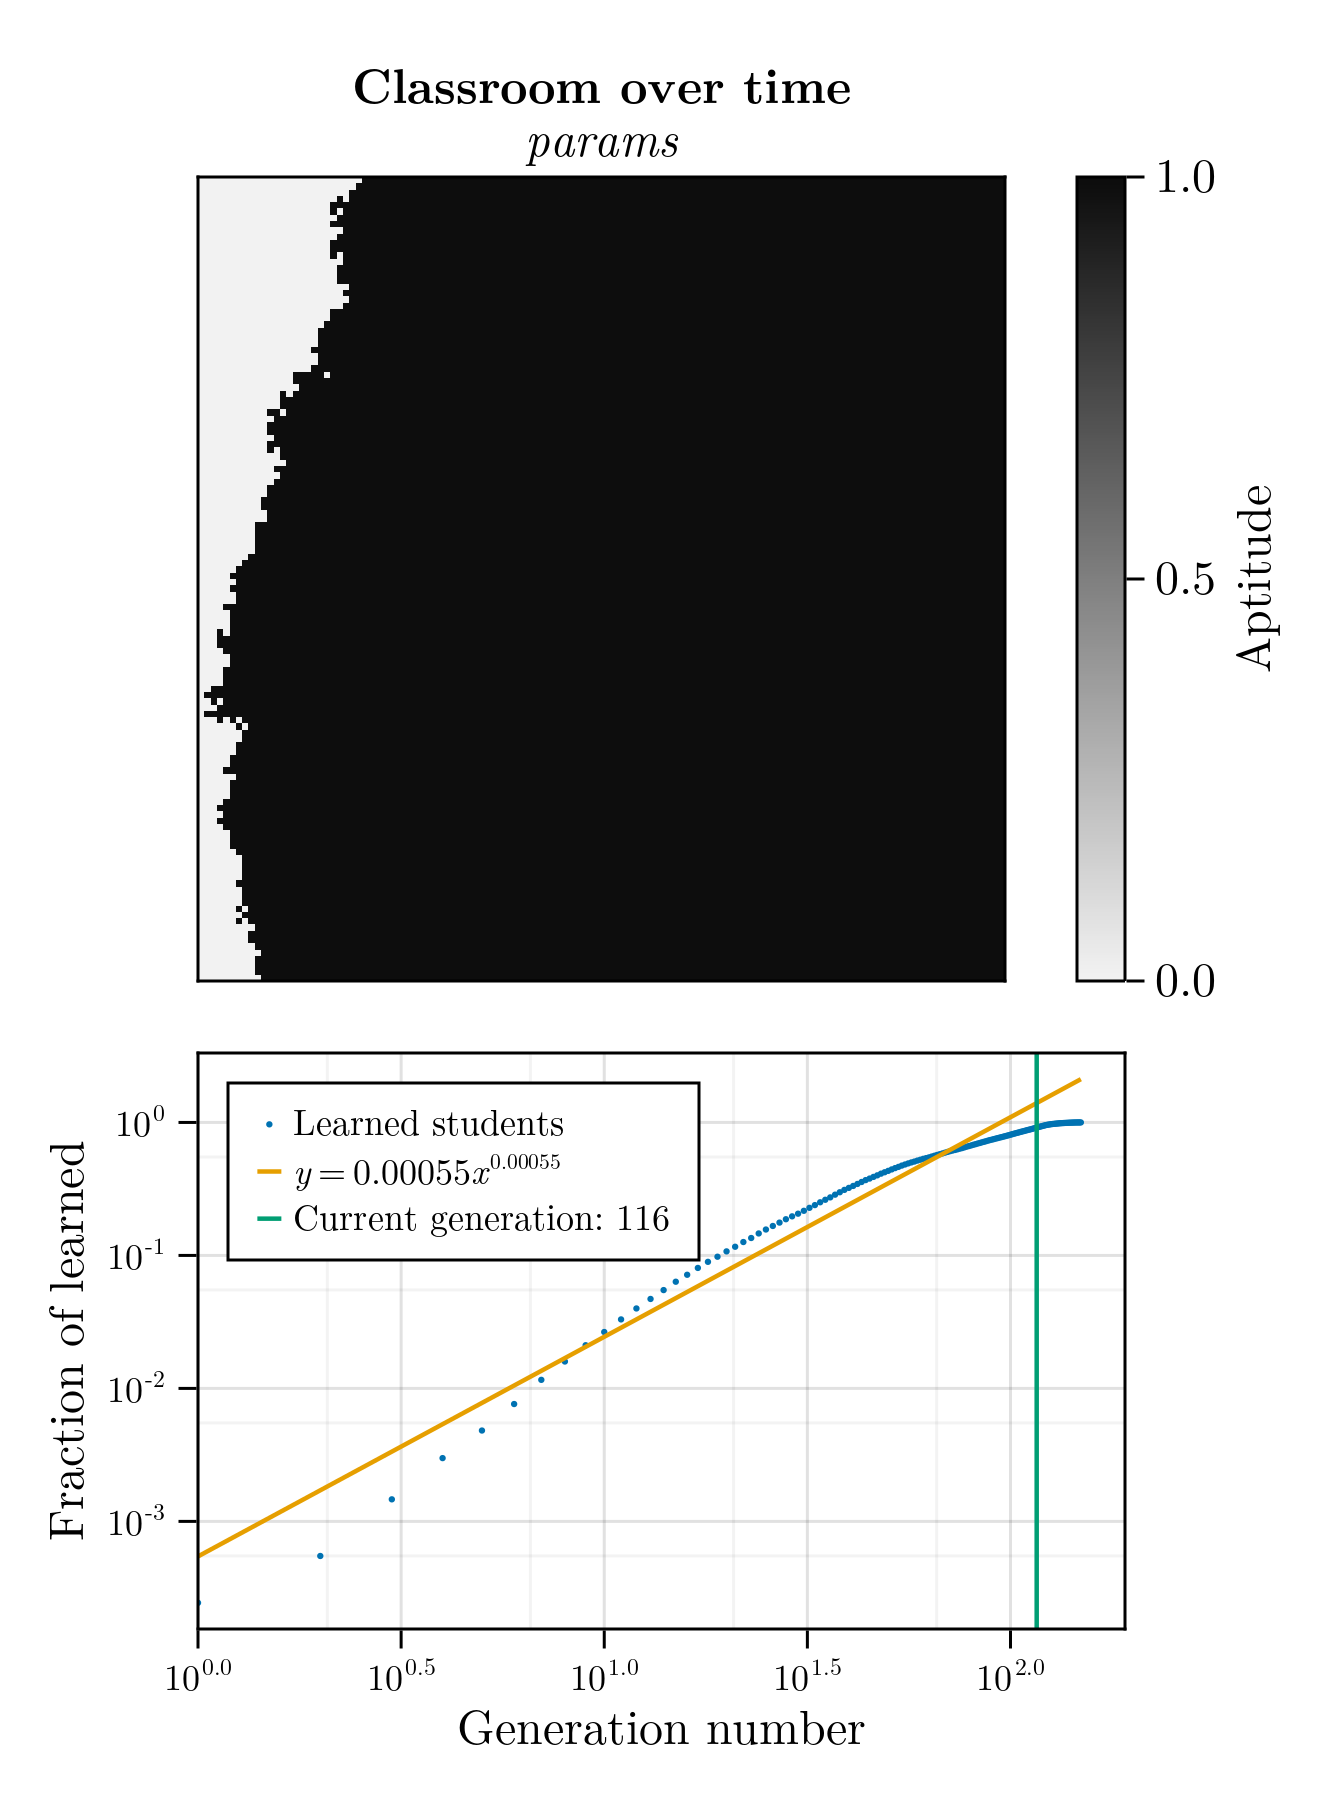 Classroom over time
params
1.0
0.5
0.0
Aptitude
Learned students
y = 0.00055x^0.00055
Current generation: 116
10^0
10^-1
10^-2
10^-3
Fraction of learned
10^0.0 10^0.5 10^1.0 10^1.5 10^2.0
Generation number